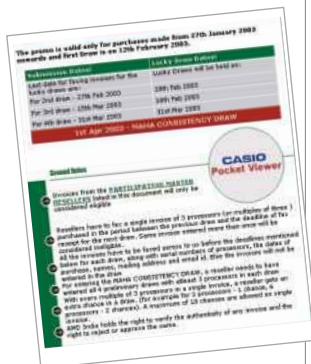 The promo is valid only for purchases made from 27th January 2003
onwards and first Draw is on 12th February 2003.
Submission Dates:
Lucky Draw Dates:
Last date for faxing invoices for the
lucky draws are:
Lucky Draws will be held on:
For 2nd draw - 27th Feb 2003
28th Feb 2003
For 3rd draw - 15th Mar 2003
For 4th draw - 31st Mar 2003
31st Mar 2003
1st Apr 2003 - MAHA CONSISTENCY DRAW
Ground Rules
CASIO
Pocket Viewer
Invoices from the PARTICIPATING MASTER
RESELLERS listed in this document will only be
considered eligible
Resellers have to fax a single invoice of 3 processors (or multiples of three)
purchased in the period between the previous draw and the deadline of fax
receipt for the next draw. Same invoice entered more than once will be
considered ineligible.
All the invoices have to be faxed to us before the deadlines mentioned
below for each draw, along with serial numbers of processors, the dates of
purchase, names, mailing address and email id. Else the invoices will not be
entered in the draw
For entering the MAHA CONSISTENCY DRAW, a reseller needs to have
entered all 4 preliminary draws with atleast 3 processors in each draw
With every multiple of 3 processors in a single invoice, a reseller gets an
extra chance in a draw. (for example 3 processors - 1 chance, 6
processors - 2 chances). A maximum of 10 chances are allowed on single
invoice.
AMD India holds the right to verify the authenticity of any invoice and the
right to reject or approve the same.